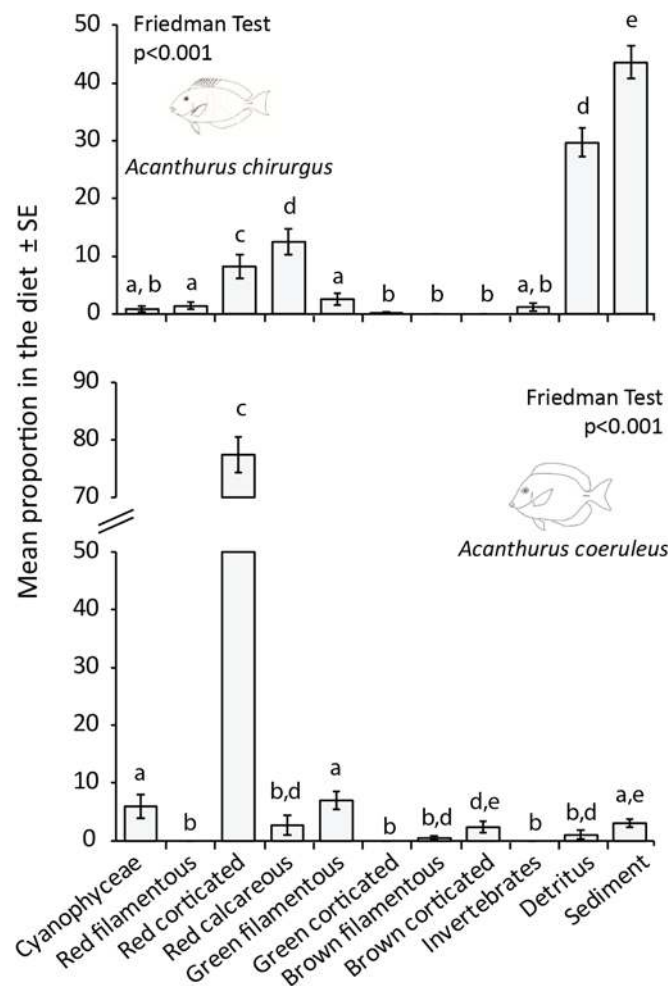 Mean proportion in the diet ± SE
Friedman Test
p<0.001
Acanthurus chirurgus
50
40
30
20
10
0
a, b
a
c
d
a
b
b
b
a, b
d
e
Friedman Test
p<0.001
Acanthurus coeruleus
90
80
70
50
40
30
20
10
0
a
b
c
b,d
a
b
b,d
d,e
b
b,d
a,e
Cyanophyceae
Red filamentous
Red corticated
Red calcareous
Green filamentous
Green corticated
Brown filamentous
Brown corticated
Invertebrates
Detritus
Sediment